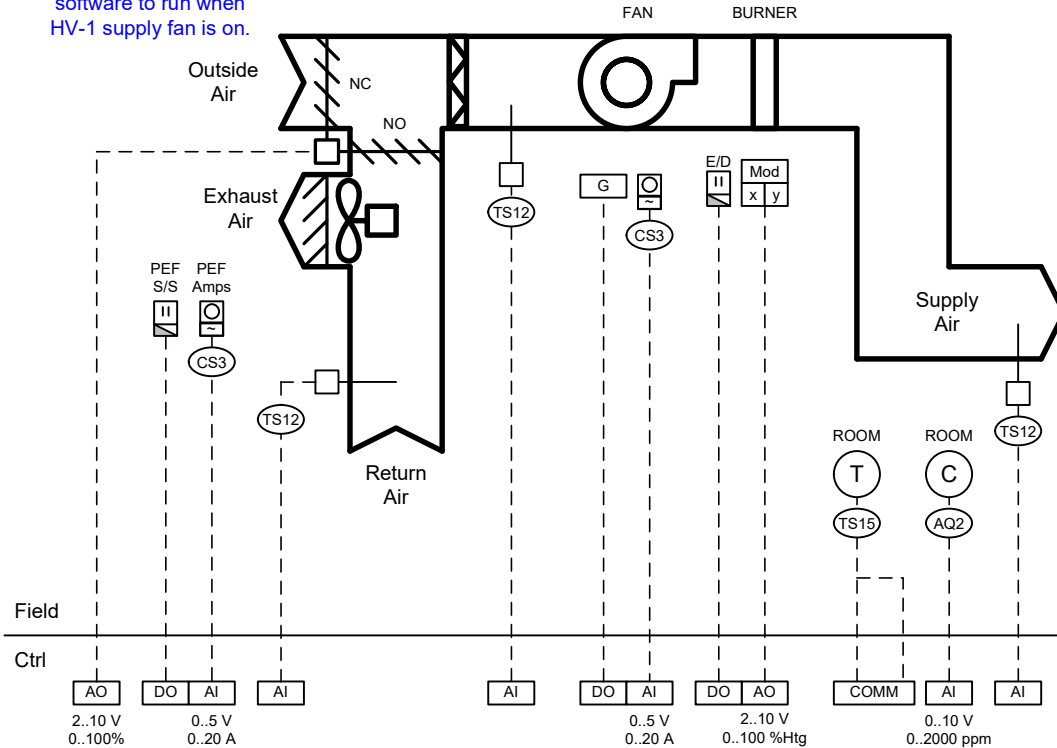 software to run when
HV-1 supply fan is on.
FAN
BURNER
Outside
Air
NC
NO
E/D
Mod
x y
G
Exhaust
Air
~
TS12
CS3
PEF
S/S
PEF
Amps
~
CS3
Supply
Air
TS12
TS12
ROOM
ROOM
T
C
Return
Air
TS15
AQ2
Field
Ctrl
AO
DO
AI
AI
AI
DO
AI
DO
AO
COMM
AI
AI
2..10 V
0..100%
0..5 V
0..20 A
0..5 V
0..20 A
2..10 V
0..100 %Htg
0..10 V
0..2000 ppm